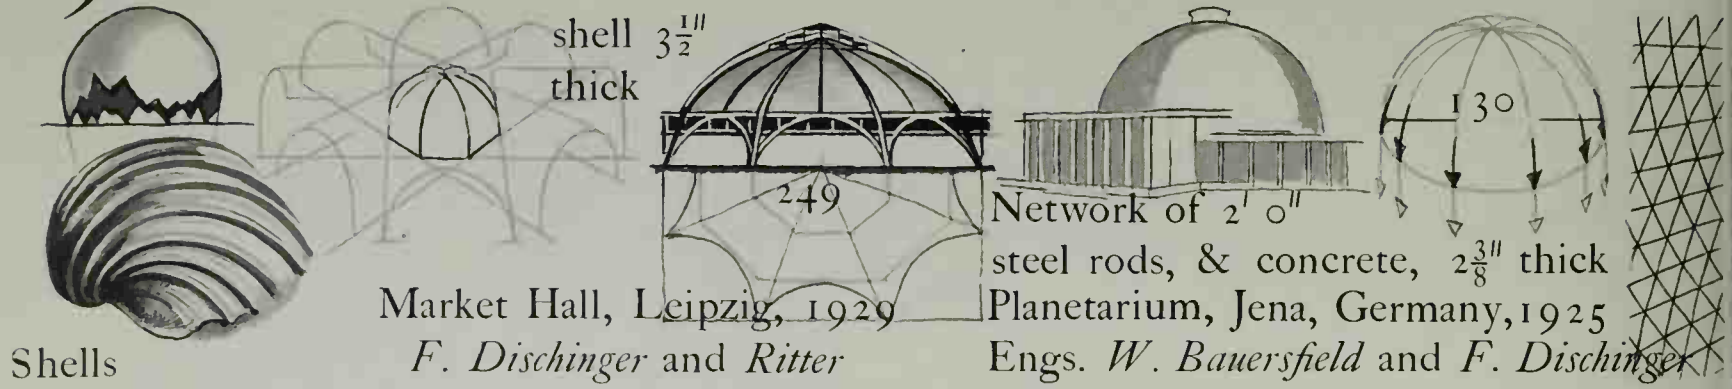 shell 3½"
thick
249
Market Hall, Leipzig, 1929
F. Dischinger and Ritter
Shells
130
Network of 2' 0"
steel rods, & concrete, 2⅜" thick
Planetarium, Jena, Germany, 1925
Engs. W. Bauersfield and F. Dischinger